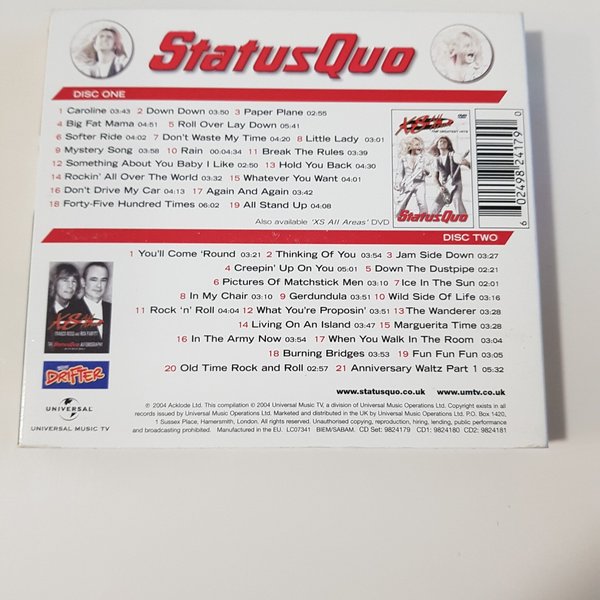 StatusQuo
DISC ONE
1 Caroline 03:43 2 Down Down 03:50 3 Paper Plane 02:55
4 Big Fat Mama 04:51 5 Roll Over Lay Down 05:41
6 Softer Ride 04:02 7 Don't Waste My Time 04:20 8 Little Lady 03:01
9 Mystery Song 03:58 10 Rain 00:04:34 11 Break The Rules 03:39
12 Something About You Baby I Like 02:50 13 Hold You Back 04:30
14 Rockin' All Over The World 03:32 15 Whatever You Want 04:01
16 Don't Drive My Car 04:13 17 Again And Again 03:42
18 Forty-Five Hundred Times 06:02 19 All Stand Up 04:08
Also available 'XS All Areas' DVD
DVD
THE GREATEST HITS
StatusQuo
6 02498 24179 0
DISC TWO
1 You'll Come 'Round 03:21 2 Thinking Of You 03:54 3 Jam Side Down 03:27
4 Creepin' Up On You 05:01 5 Down The Dustpipe 02:21
6 Pictures Of Matchstick Men 03:10 7 Ice In The Sun 02:01
8 In My Chair 03:10 9 Gerdundula 03:51 10 Wild Side Of Life 03:16
11 Rock 'n' Roll 04:04 12 What You're Proposin' 03:51 13 The Wanderer 03:28
14 Living On An Island 03:47 15 Marguerita Time 03:28
16 In The Army Now 03:54 17 When You Walk In The Room 03:04
18 Burning Bridges 03:53 19 Fun Fun Fun 03:05
20 Old Time Rock and Roll 02:57 21 Anniversary Waltz Part 1 05:32
FRANCIS ROSSI AND RICK PARFITT
THE StatusQuo AUTOBIOGRAPHY
DRIFTER
UNIVERSAL
UNIVERSAL MUSIC TV
www.statusquo.co.uk www.umtv.co.uk
℗ 2004 Acklode Ltd. This compilation © 2004 Universal Music TV, a division of Universal Music Operations Ltd. Copyright exists in all
records issued by Universal Music Operations Ltd. Marketed and distributed in the UK by Universal Music Operations Ltd. P.O. Box 1420,
1 Sussex Place, Hamersmith, London. All rights reserved. Unauthorised copying, reproduction, hiring, lending, public performance
and broadcasting prohibited. Manufactured in the EU. LC07341 BIEM/SABAM. CD Set: 9824179 CD1: 9824180 CD2: 9824181